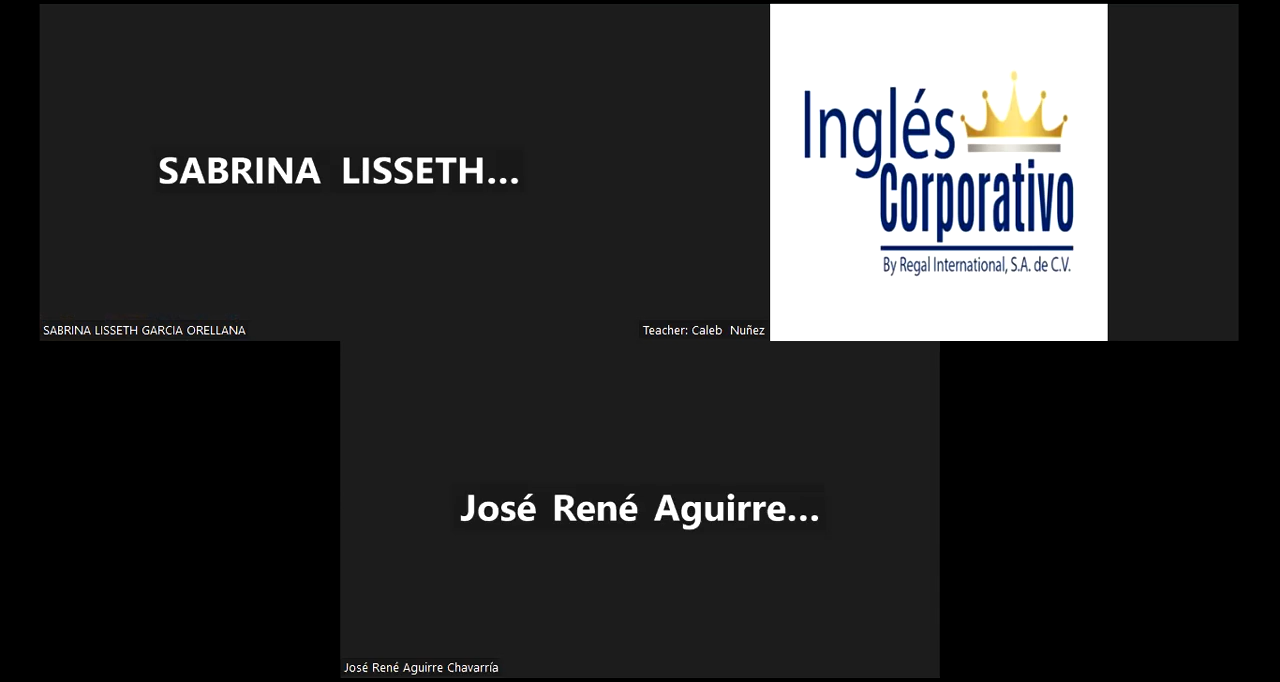 SABRINA LISSETH...
SABRINA LISSETH GARCIA ORELLANA
Inglés
Corporativo
By Regal International, S.A. de C.V.
Teacher: Caleb Nuñez
José René Aguirre...
José René Aguirre Chavarría